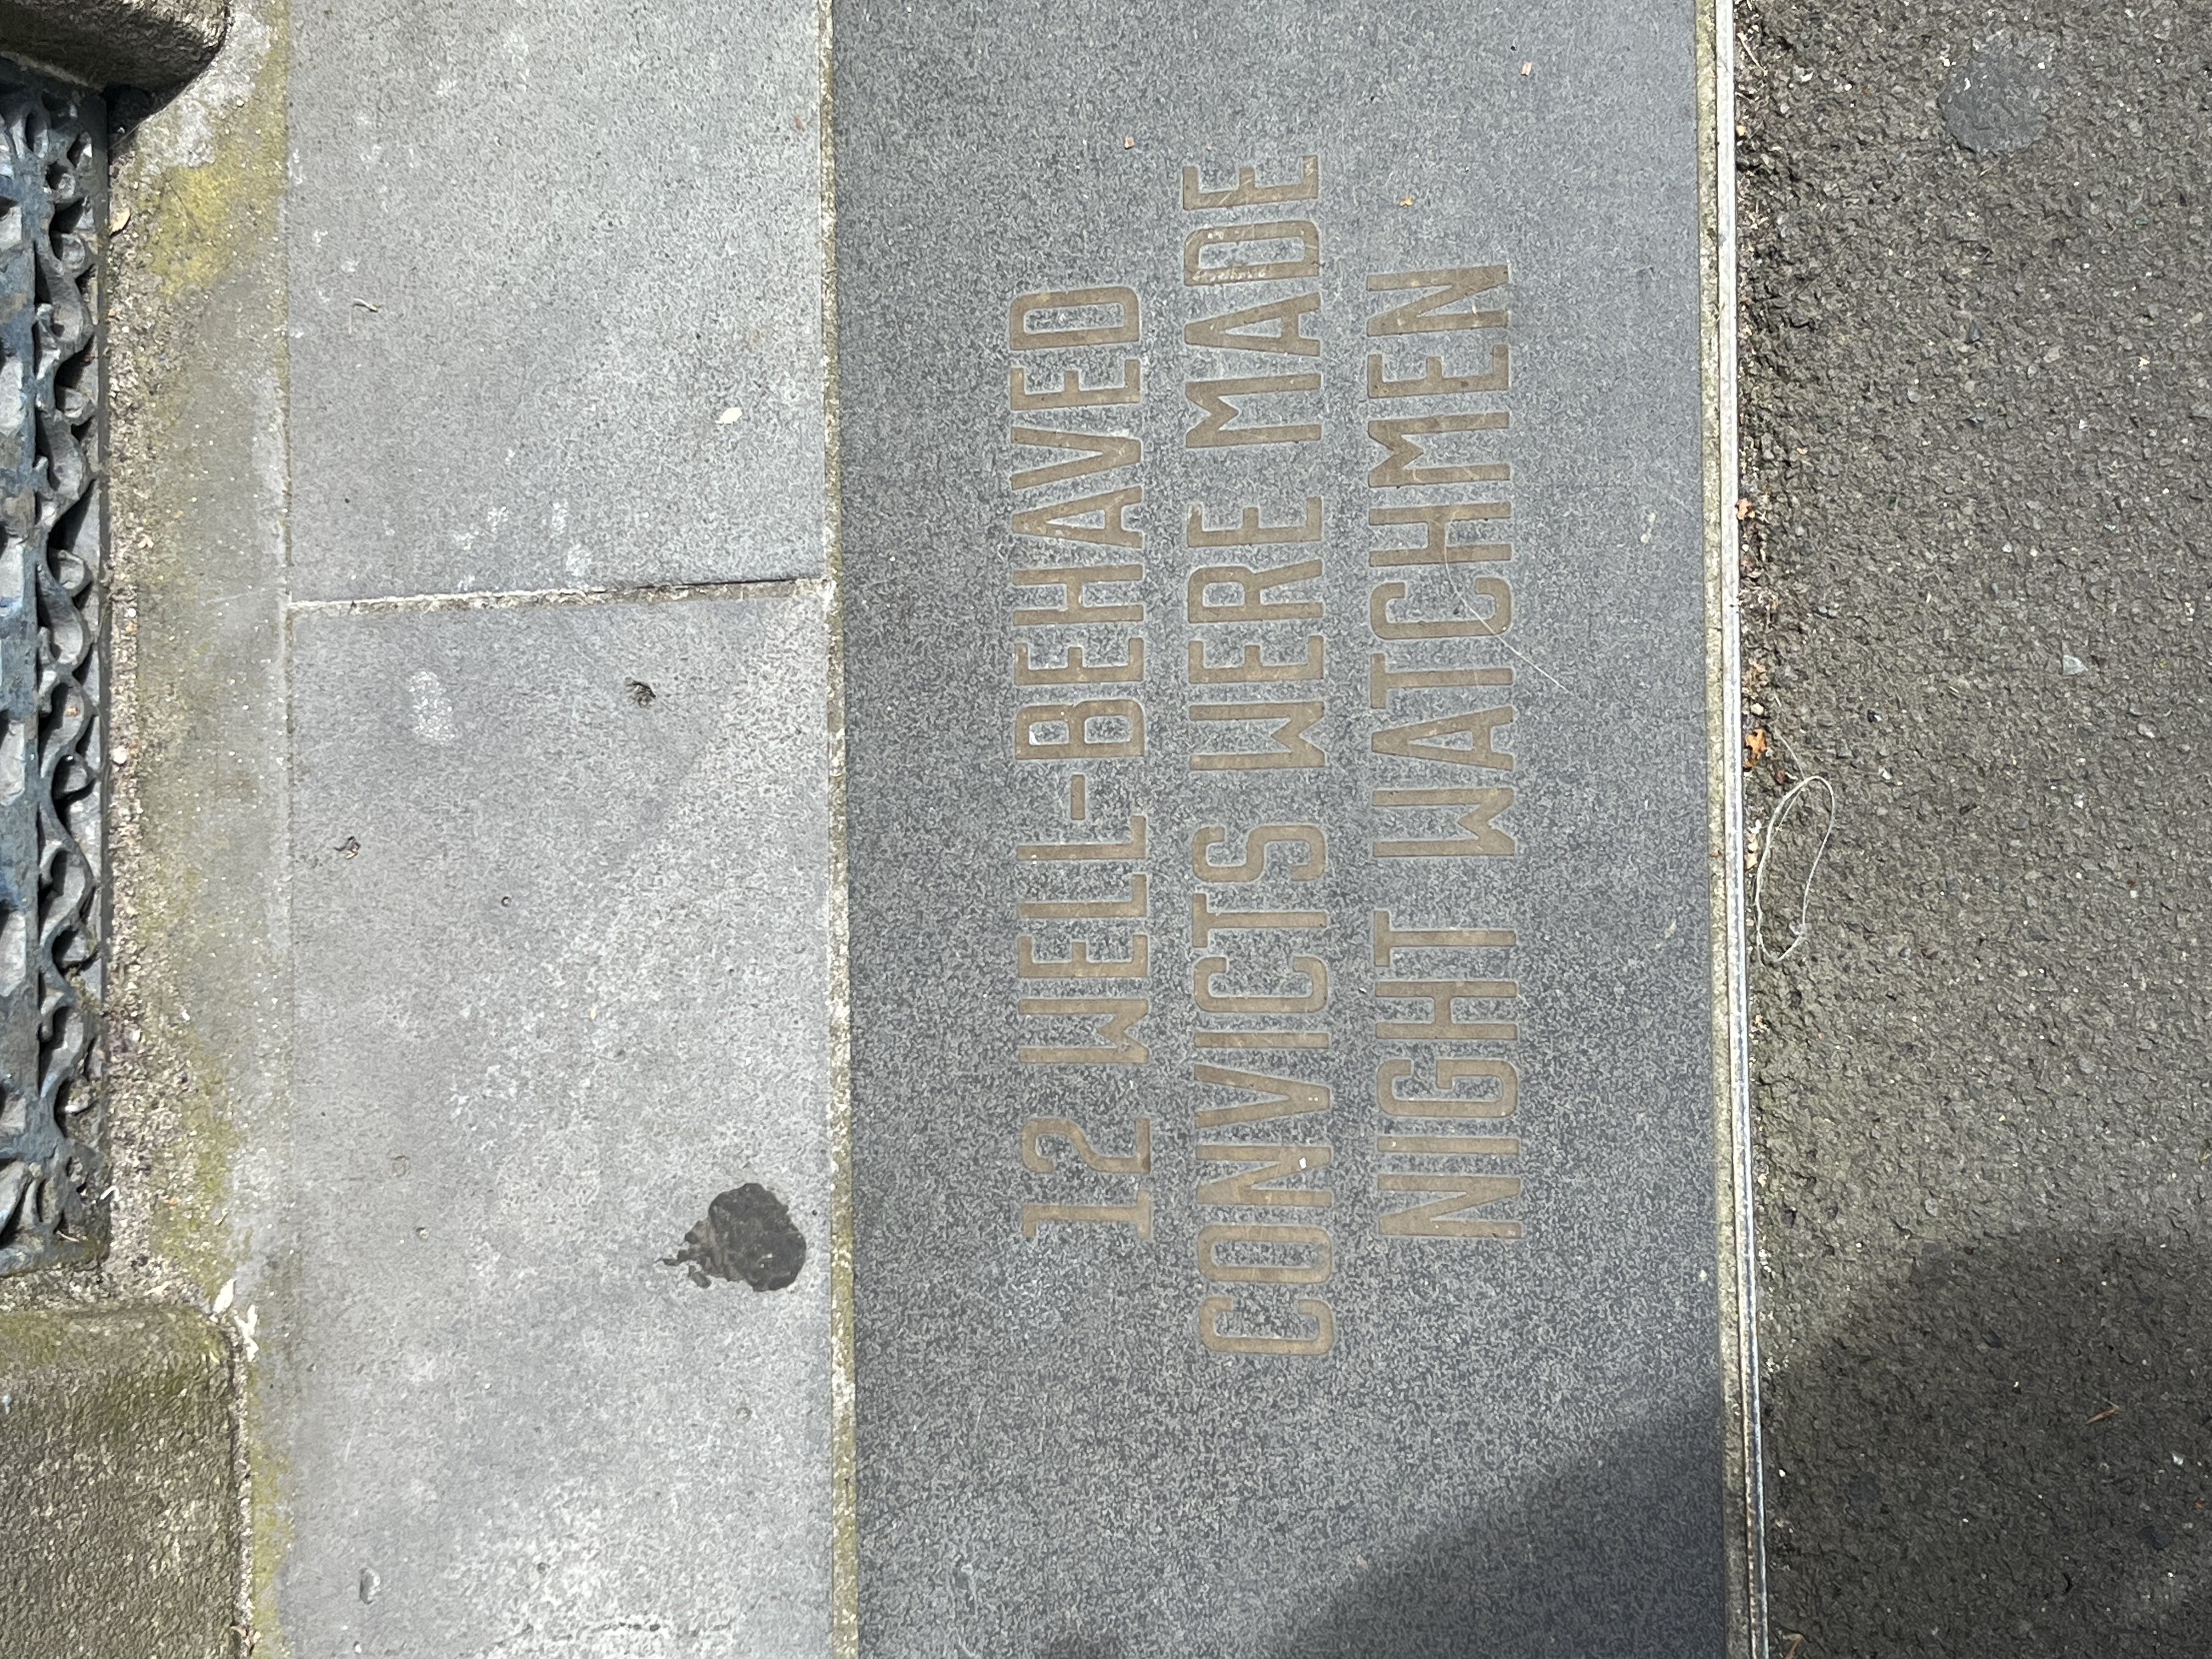 12 WELL-BEHAVED
CONVICTS WERE MADE
NIGHT WATCHMEN